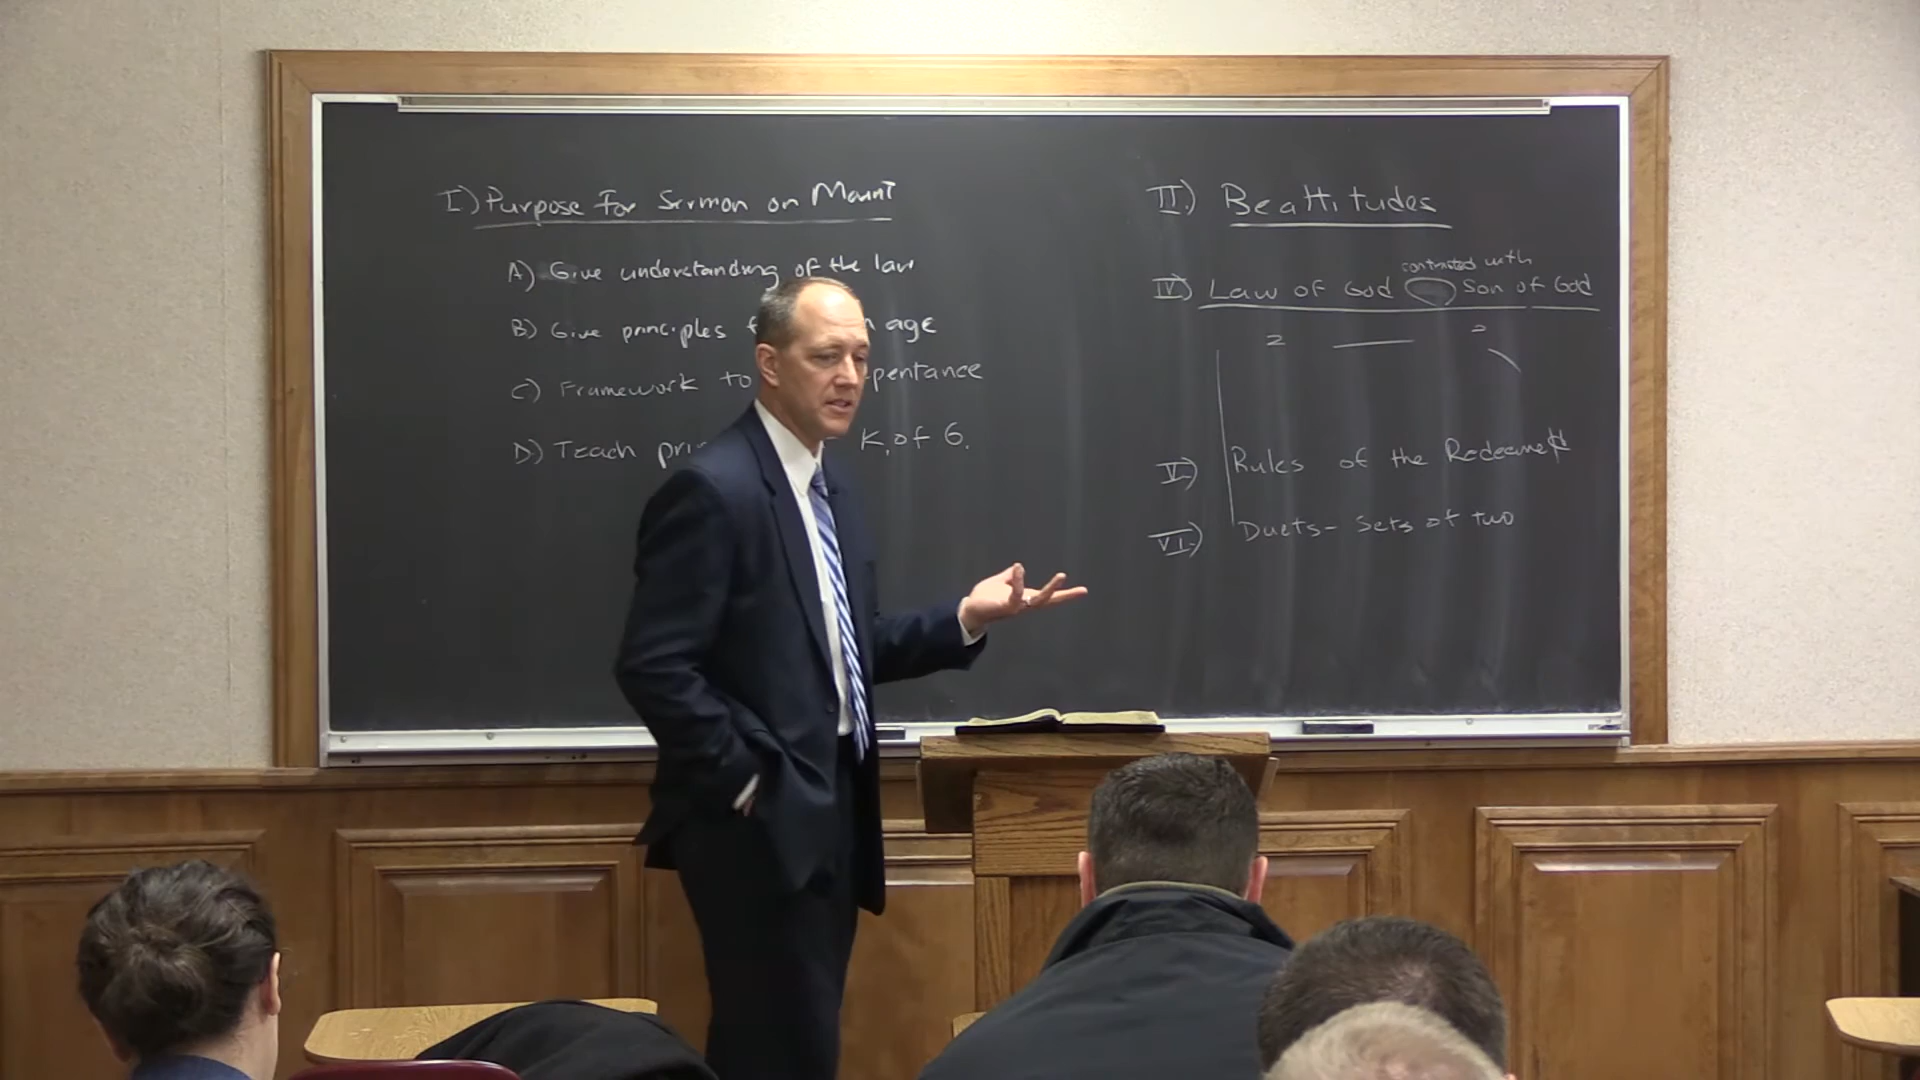 I) Purpose for Sermon on Mount
A) Give understanding of the law
B) Give principles age
C) Framework to pentance
D) Teach K. of G.
II.) Beattitudes
contrasted with
IV) Law of God Son of God
2
V.) Rules of the
VI.) Duets - Sets of two